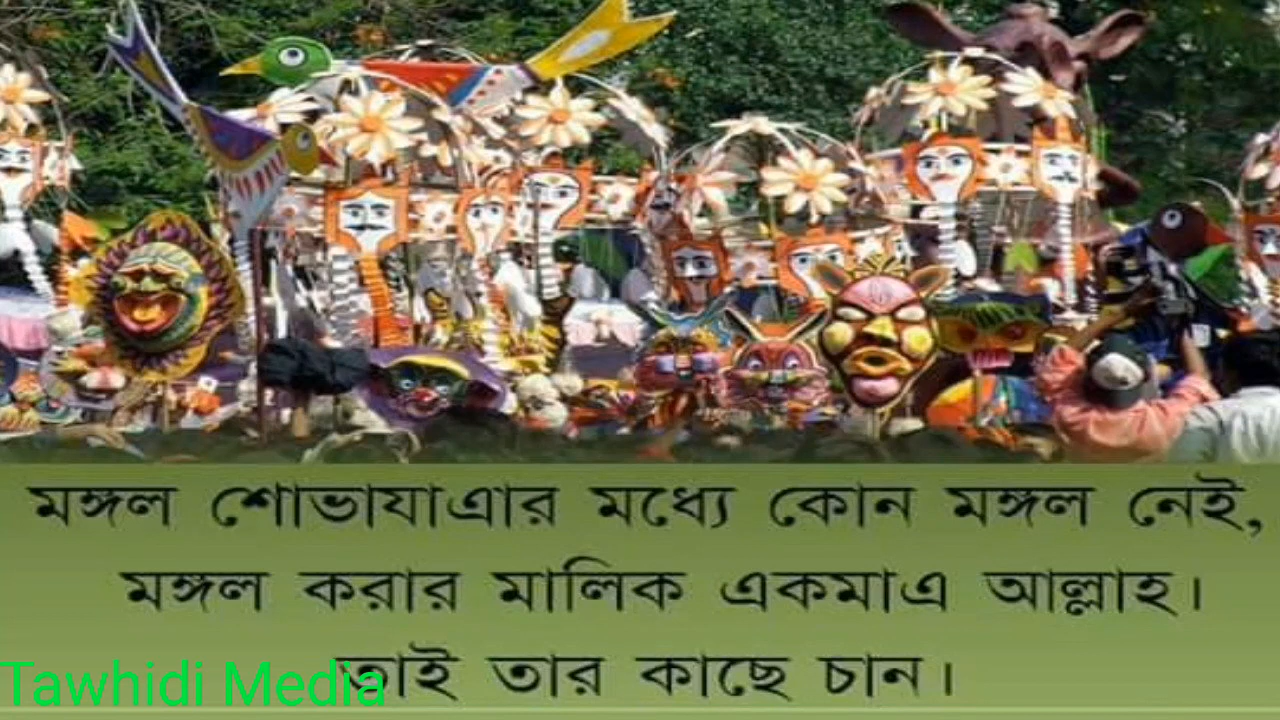 মঙ্গল শোভাযাএার মধ্যে কোন মঙ্গল নেই,
মঙ্গল করার মালিক একমাএ আল্লাহ।
তাই তার কাছে চান।
Tawhidi Media